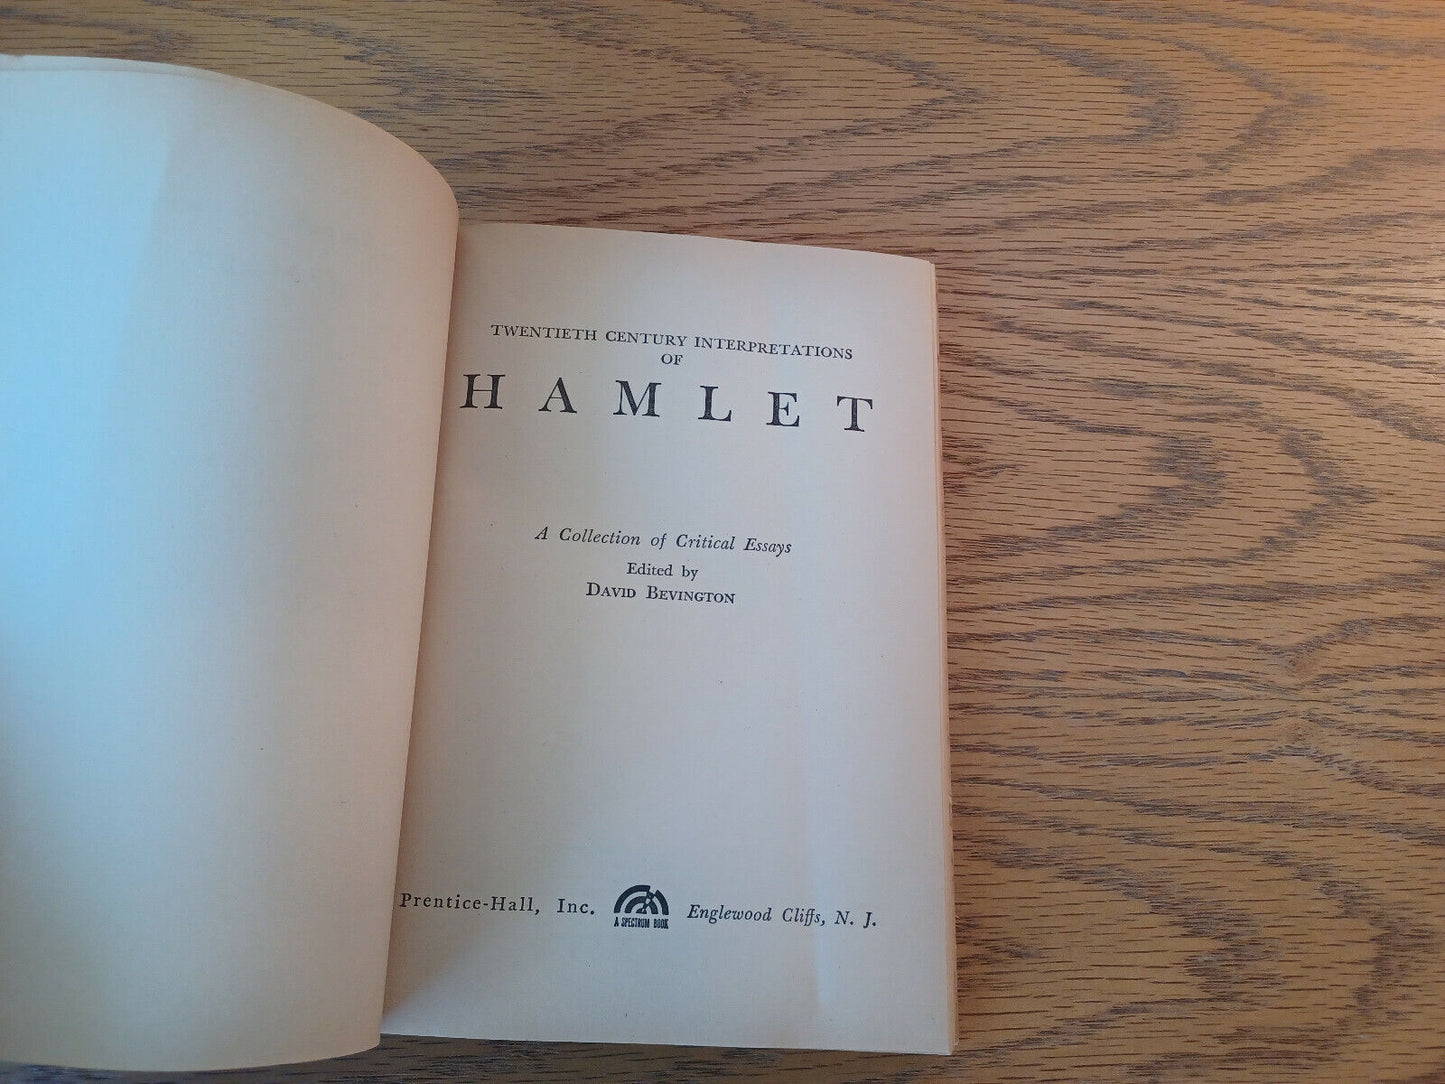 TWENTIETH CENTURY INTERPRETATIONS
OF
HAMLET
A Collection of Critical Essays
Edited by
DAVID BEVINGTON
Prentice-Hall, Inc.
A SPECTRUM BOOK
Englewood Cliffs, N. J.